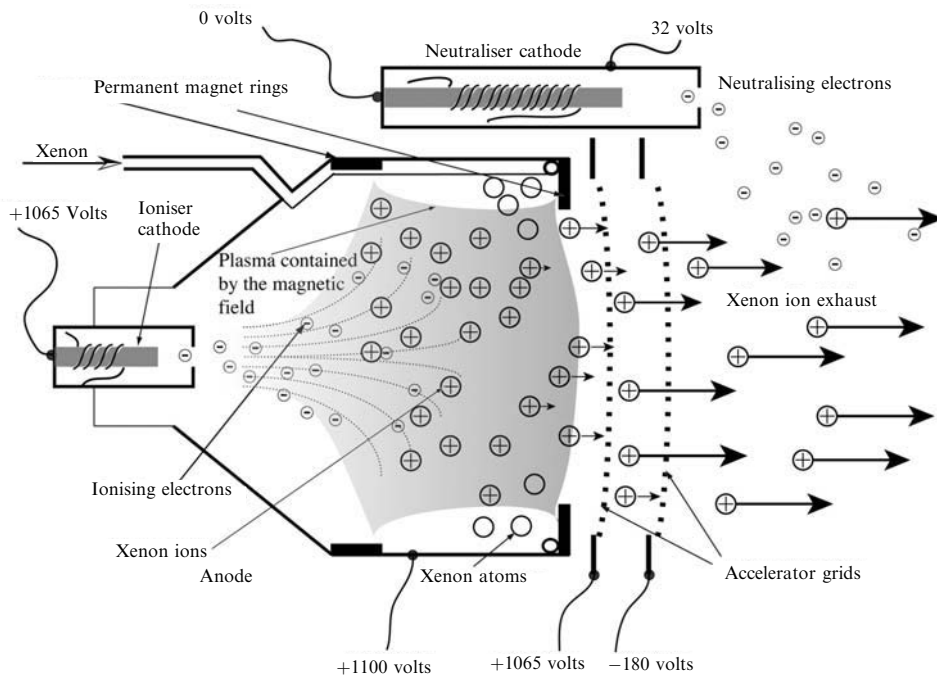 0 volts
32 volts
Neutraliser cathode
Permanent magnet rings
Neutralising electrons
Xenon
+1065 Volts
Ioniser
cathode
Plasma contained
by the magnetic
field
Xenon ion exhaust
Ionising electrons
Xenon ions
Anode
Xenon atoms
Accelerator grids
+1100 volts
+1065 volts
−180 volts